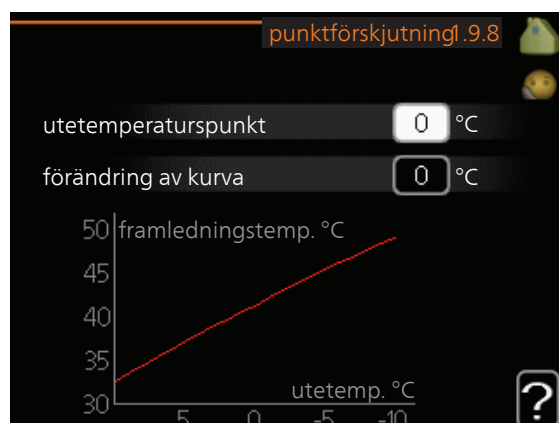 punktförskjutning1.9.8
utetemperaturspunkt 0 °C
förändring av kurva 0 °C
50 framledningstemp. °C
45
40
35
utetemp. °C
30
5 0 -5 -10
?